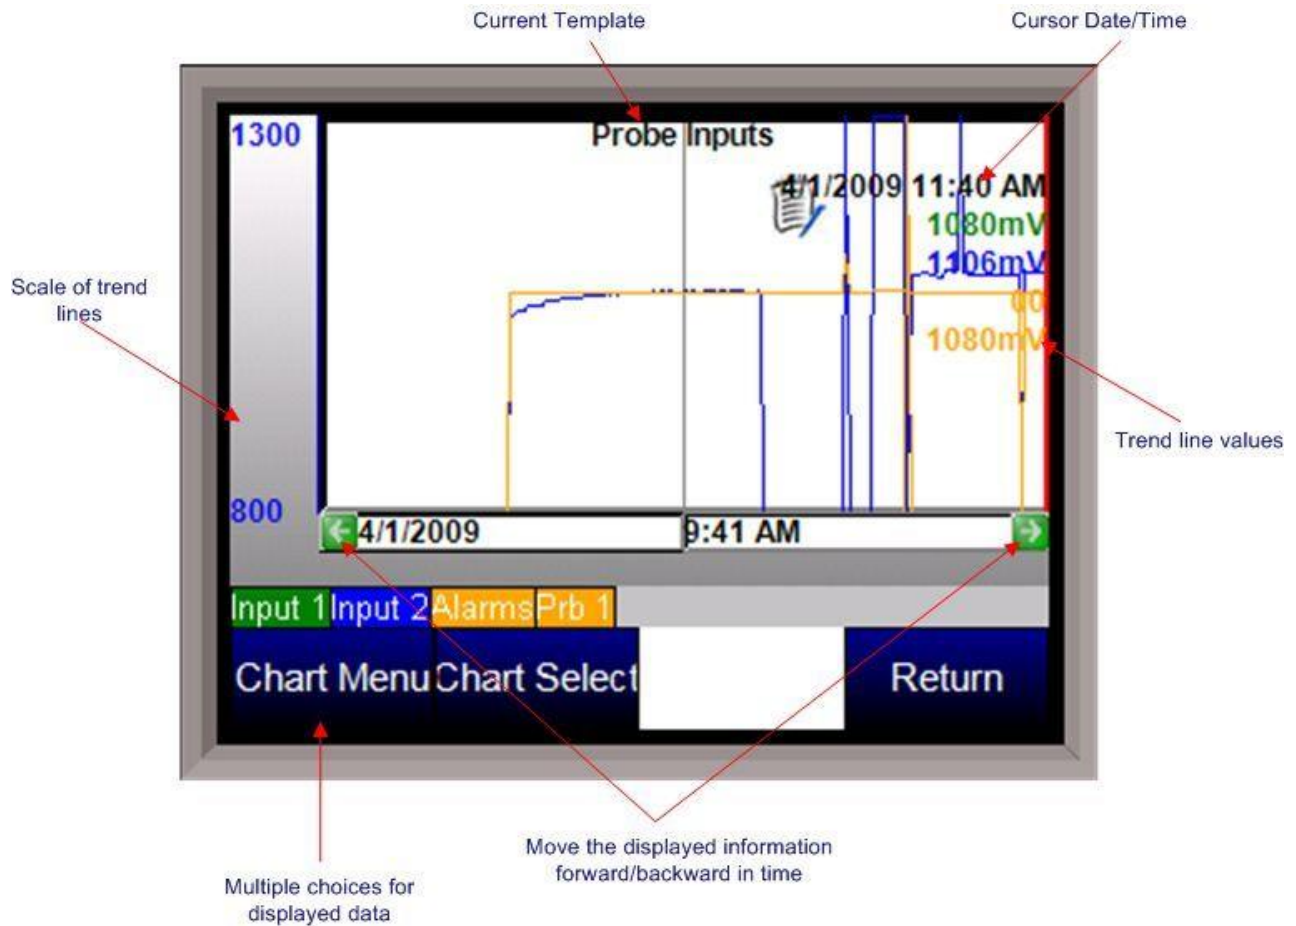 Current Template
Cursor Date/Time
1300
Probe Inputs
4/1/2009 11:40 AM
1080mV
1106mV
00
1080mV
Scale of trend
lines
Trend line values
800
4/1/2009
9:41 AM
Input 1 Input 2 Alarms Prb 1
Chart Menu Chart Select Return
Move the displayed information
forward/backward in time
Multiple choices for
displayed data